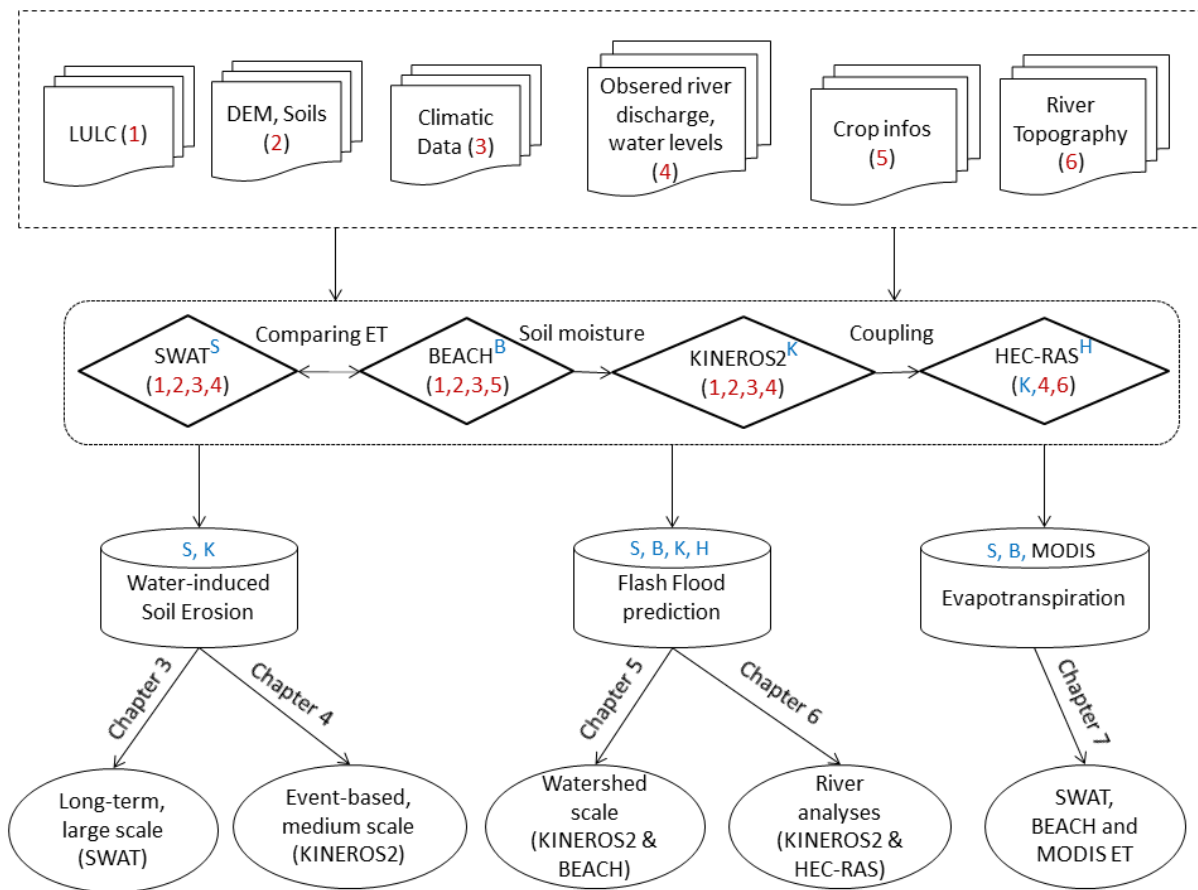 LULC (1)
DEM, Soils
(2)
Climatic
Data (3)
Obsered river
discharge,
water levels
(4)
Crop infos
(5)
River
Topography
(6)
SWAT^S
(1,2,3,4)
Comparing ET
BEACH^B
(1,2,3,5)
Soil moisture
KINEROS2^K
(1,2,3,4)
Coupling
HEC-RAS^H
(K,4,6)
S, K
Water-induced
Soil Erosion
S, B, K, H
Flash Flood
prediction
S, B, MODIS
Evapotranspiration
Chapter 3
Chapter 4
Chapter 5
Chapter 6
Chapter 7
Long-term,
large scale
(SWAT)
Event-based,
medium scale
(KINEROS2)
Watershed
scale
(KINEROS2 &
BEACH)
River
analyses
(KINEROS2 &
HEC-RAS)
SWAT,
BEACH and
MODIS ET